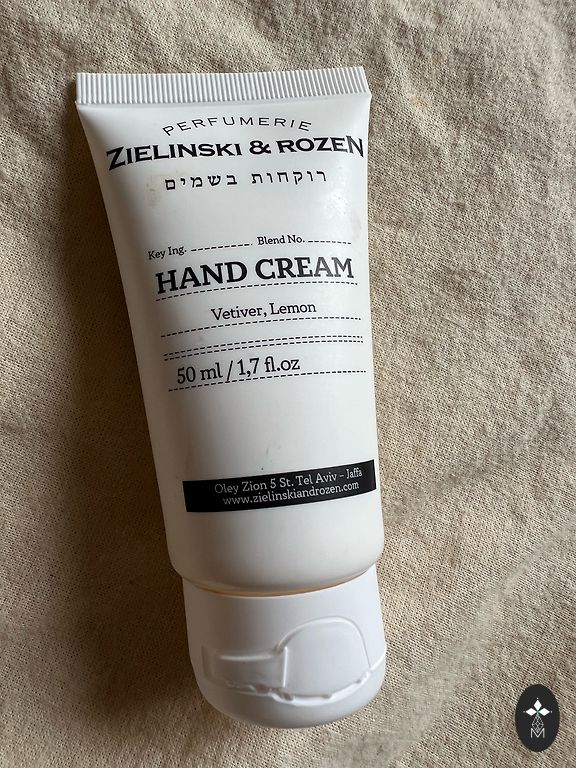 PERFUMERIE
ZIELINSKI & ROZEN
רוקחות בשמים
Key Ing. Blend No.
HAND CREAM
Vetiver, Lemon
50 ml / 1,7 fl.oz
Oley Zion 5 St. Tel Aviv – Jaffa
www.zielinskiandrozen.com
M